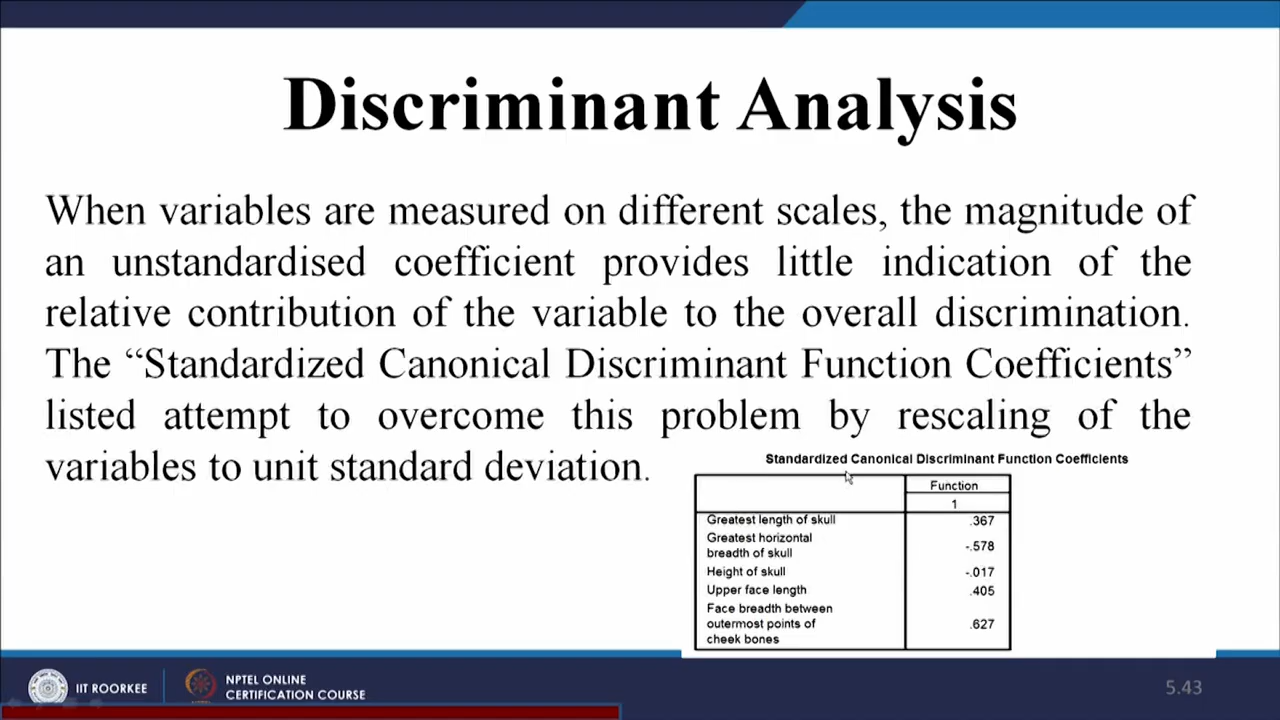 Discriminant Analysis
When variables are measured on different scales, the magnitude of
an unstandardised coefficient provides little indication of the
relative contribution of the variable to the overall discrimination.
The “Standardized Canonical Discriminant Function Coefficients”
listed attempt to overcome this problem by rescaling of the
variables to unit standard deviation.
Standardized Canonical Discriminant Function Coefficients
Function
1
Greatest length of skull .367
Greatest horizontal
breadth of skull -.578
Height of skull -.017
Upper face length .405
Face breadth between
outermost points of .627
cheek bones
IIT ROORKEE
NPTEL ONLINE
CERTIFICATION COURSE
5.43